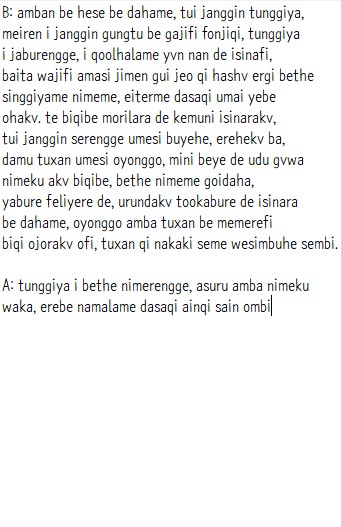 B: amban be hese be dahame, tui janggin tunggiya,
meiren i janggin gungtu be gajifi fonjiqi, tunggiya
i jaburengge, i qoolhalame yvn nan de isinafi,
baita wajifi amasi jimen gui jeo qi hashv ergi bethe
singgiyame nimeme, eiterme dasaqi umai yebe
ohakv. te biqibe morilara de kemuni isinarakv,
tui janggin serengge umesi buyehe, erehekv ba,
damu tuxan umesi oyonggo, mini beye de udu gvwa
nimeku akv biqibe, bethe nimeme goidaha,
yabure feliyere de, urundakv tookabure de isinara
be dahame, oyonggo amba tuxan be memerefi
biqi ojorakv ofi, tuxan qi nakaki seme wesimbuhe sembi.
A: tunggiya i bethe nimerengge, asuru amba nimeku
waka, erebe namalame dasaqi ainqi sain ombi